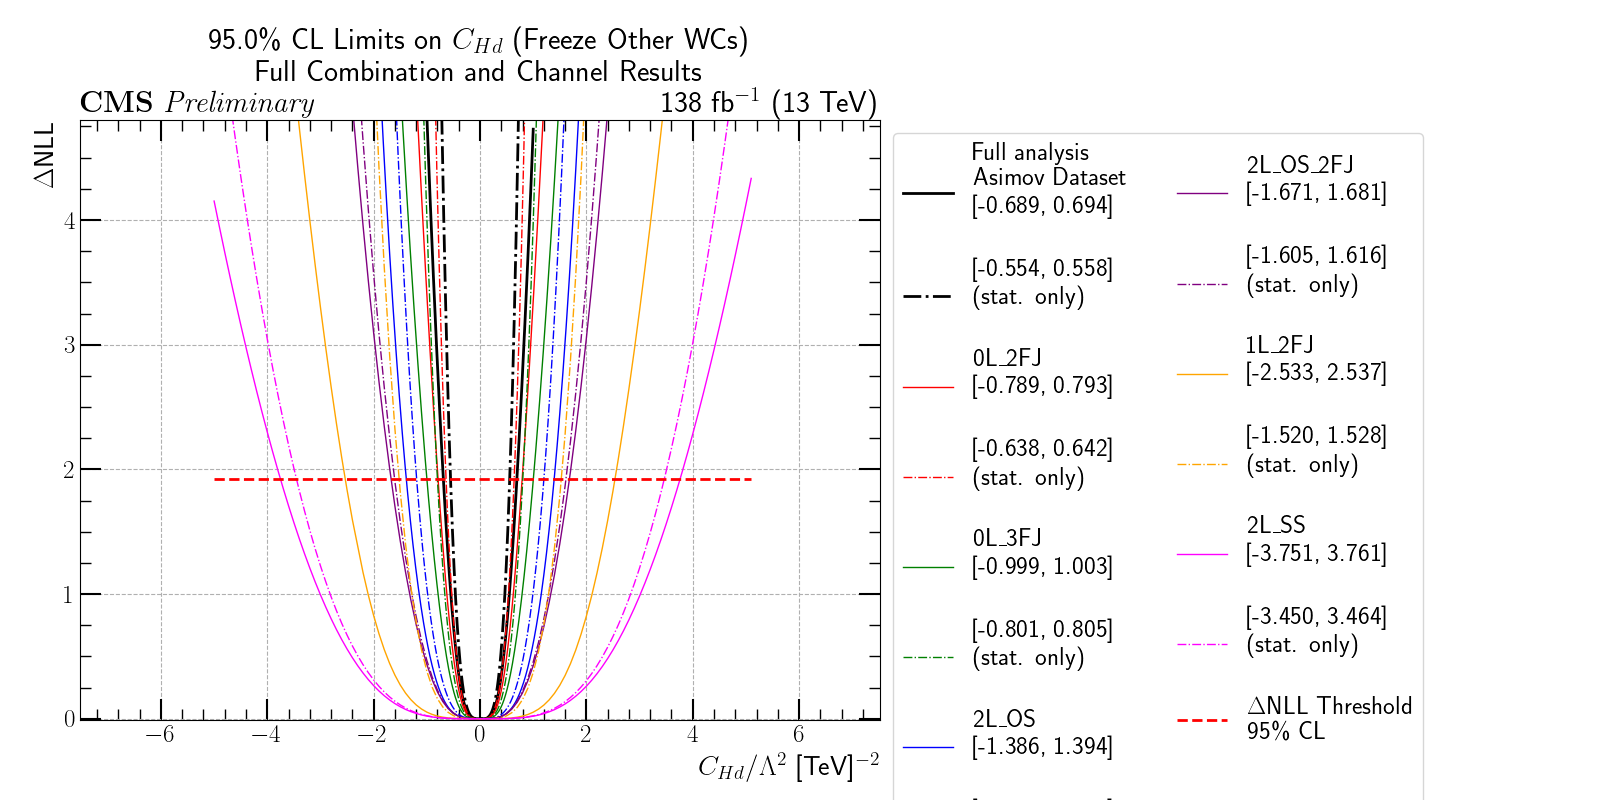 95.0% CL Limits on C_{Hd} (Freeze Other WCs)
Full Combination and Channel Results
CMS Preliminary
138 fb^{-1} (13 TeV)
ΔNLL
4
3
2
1
0
−6
−4
−2
0
2
4
6
C_{Hd}/Λ^2 [TeV]^{-2}
Full analysis
Asimov Dataset
[-0.689, 0.694]
[-0.554, 0.558]
(stat. only)
0L_2FJ
[-0.789, 0.793]
[-0.638, 0.642]
(stat. only)
0L_3FJ
[-0.999, 1.003]
[-0.801, 0.805]
(stat. only)
2L_OS
[-1.386, 1.394]
2L_OS_2FJ
[-1.671, 1.681]
[-1.605, 1.616]
(stat. only)
1L_2FJ
[-2.533, 2.537]
[-1.520, 1.528]
(stat. only)
2L_SS
[-3.751, 3.761]
[-3.450, 3.464]
(stat. only)
ΔNLL Threshold
95% CL